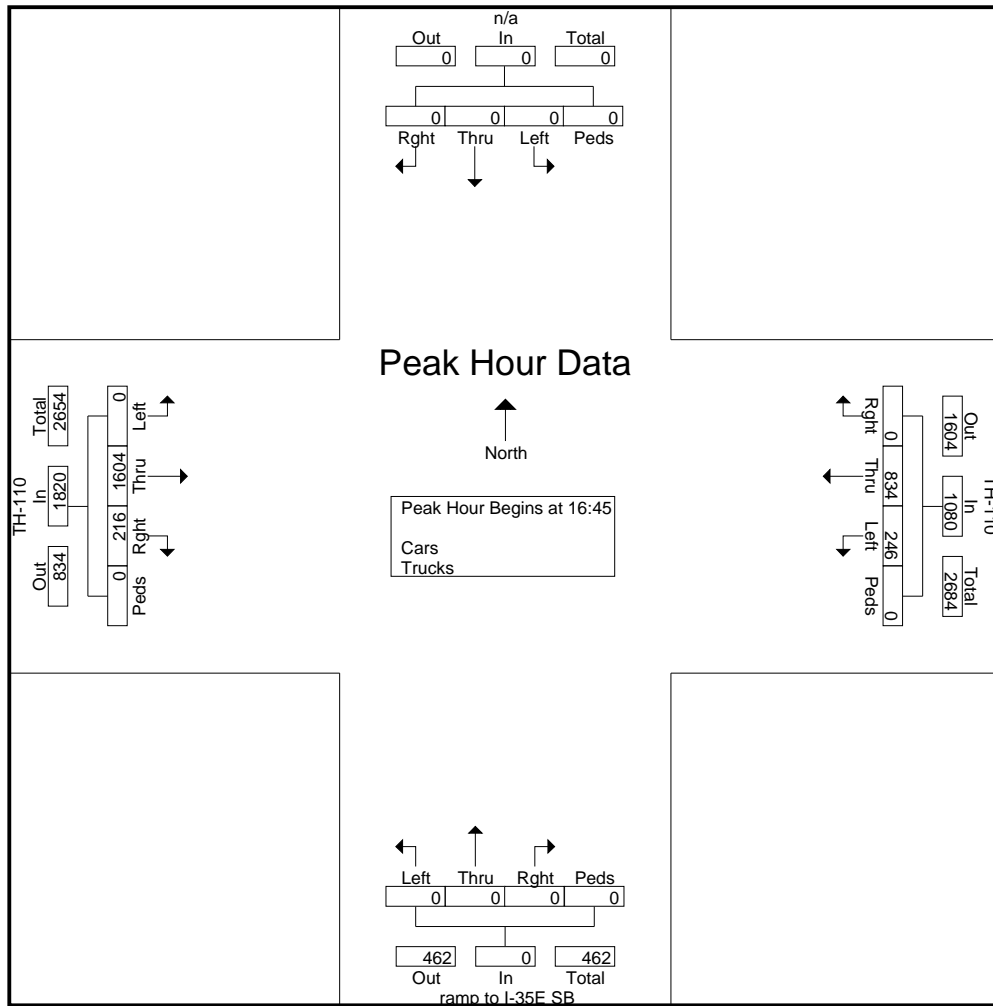 n/a
Out In Total
0 0 0
0 0 0 0
Rght Thru Left Peds
Peak Hour Data
North
Peak Hour Begins at 16:45
Cars
Trucks
TH-110
Total In Out
2654 1820 834
0 1604 216 0
Left Thru Rght Peds
TH-110
Out In Total
1604 1080 2684
0 834 246 0
Rght Thru Left Peds
Left Thru Rght Peds
0 0 0 0
462 0 462
Out In Total
ramp to I-35E SB